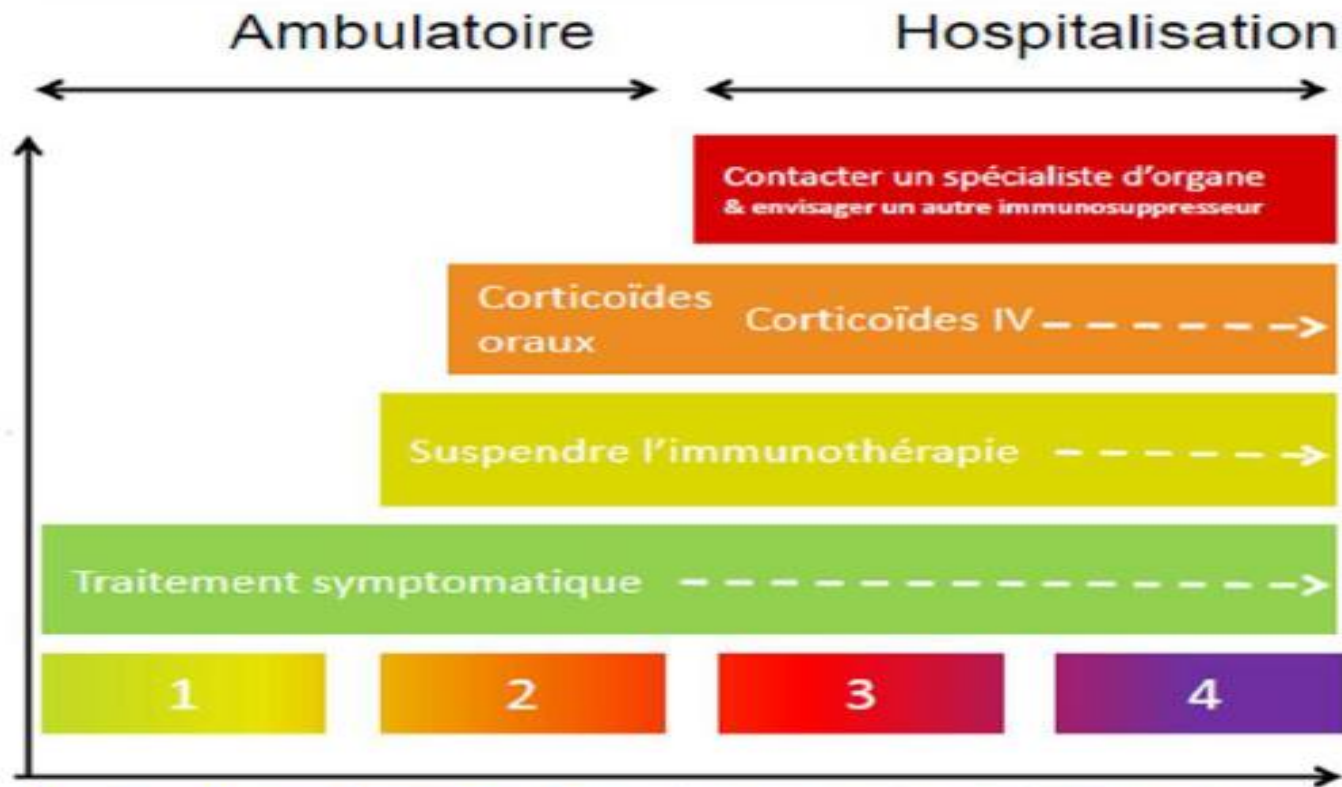 Ambulatoire
Hospitalisation
Contacter un spécialiste d'organe
& envisager un autre immunosuppresseur
Corticoïdes
oraux
Corticoïdes IV
Suspendre l'immunothérapie
Traitement symptomatique
1
2
3
4